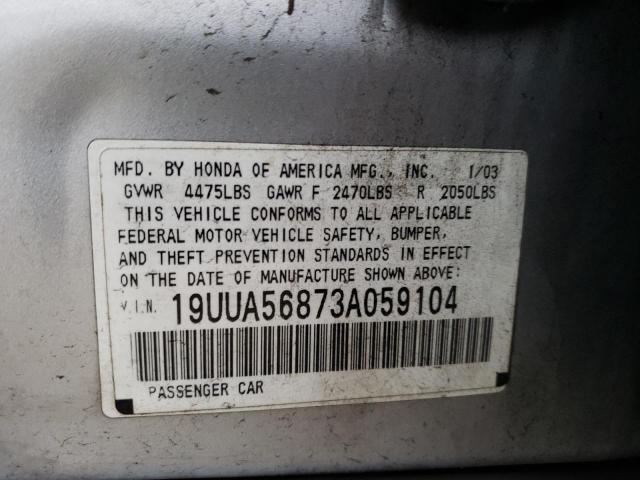 MFD. BY HONDA OF AMERICA MFG., INC. 1/03
GVWR 4475LBS GAWR F 2470LBS R 2050LBS
THIS VEHICLE CONFORMS TO ALL APPLICABLE
FEDERAL MOTOR VEHICLE SAFETY, BUMPER,
AND THEFT PREVENTION STANDARDS IN EFFECT
ON THE DATE OF MANUFACTURE SHOWN ABOVE:
V.I.N. 19UUA56873A059104
PASSENGER CAR